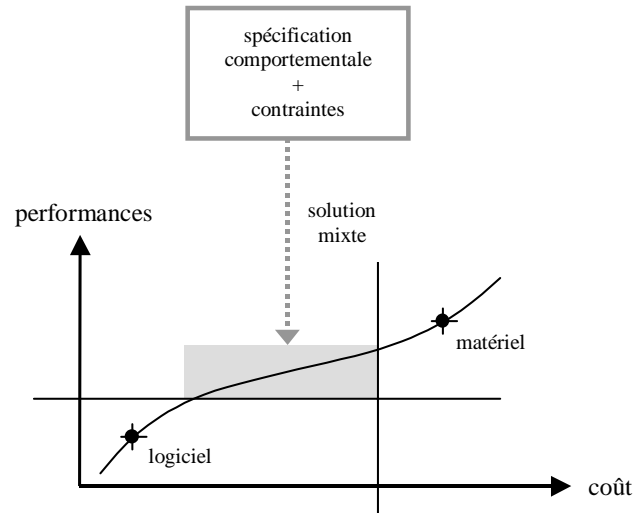 spécification
comportementale
+
contraintes
performances
solution
mixte
matériel
logiciel
coût